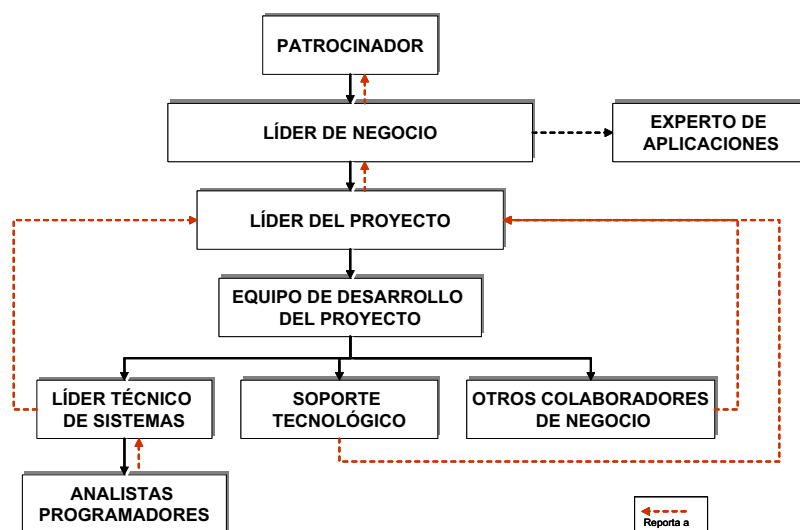 PATROCINADOR
LÍDER DE NEGOCIO
EXPERTO DE
APLICACIONES
LÍDER DEL PROYECTO
EQUIPO DE DESARROLLO
DEL PROYECTO
LÍDER TÉCNICO
DE SISTEMAS
SOPORTE
TECNOLÓGICO
OTROS COLABORADORES
DE NEGOCIO
ANALISTAS
PROGRAMADORES
Reporta a